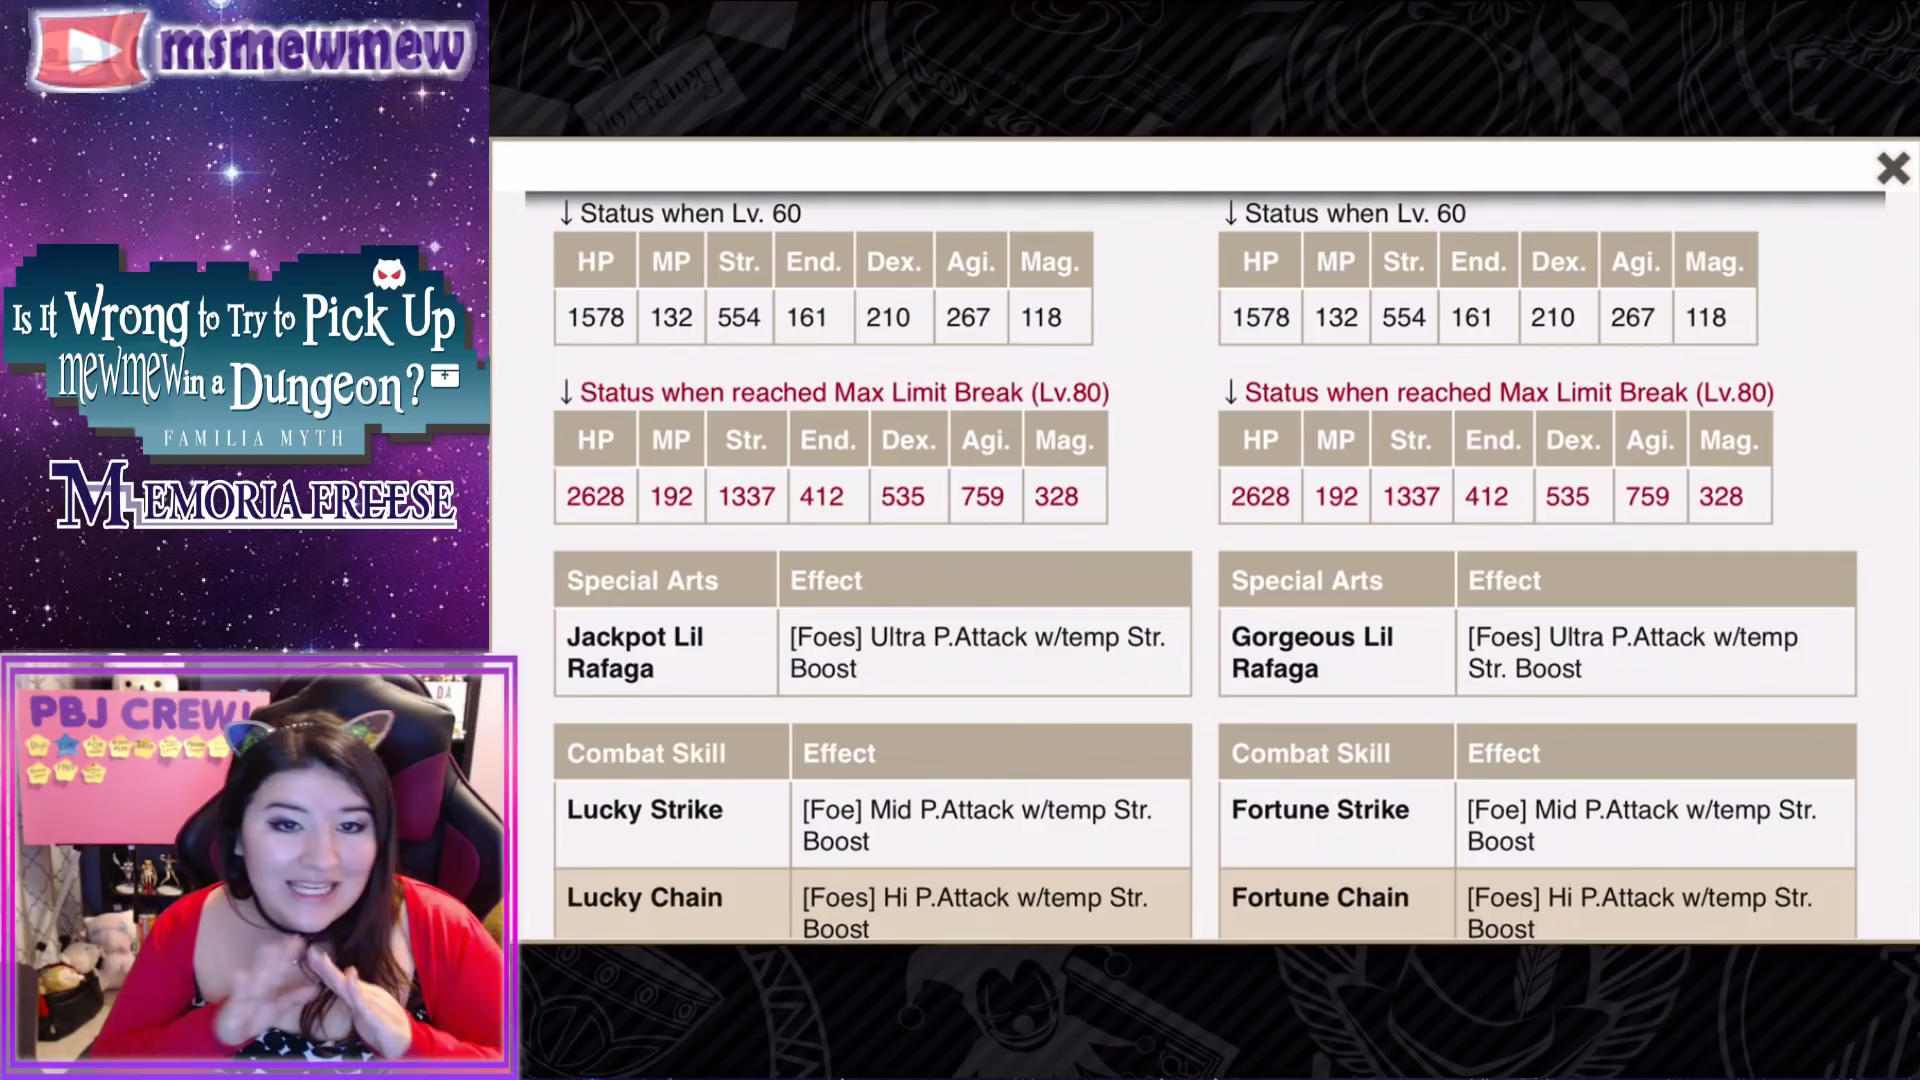 msmewmew
Is It Wrong to Try to Pick Up
mewmew in a Dungeon?
FAMILIA MYTH
MEMORIA FREESE
PBJ CREW!
↓ Status when Lv. 60
HP MP Str. End. Dex. Agi. Mag.
1578 132 554 161 210 267 118
↓ Status when reached Max Limit Break (Lv.80)
HP MP Str. End. Dex. Agi. Mag.
2628 192 1337 412 535 759 328
Special Arts Effect
Jackpot Lil [Foes] Ultra P.Attack w/temp Str.
Rafaga Boost
Combat Skill Effect
Lucky Strike [Foe] Mid P.Attack w/temp Str.
Boost
Lucky Chain [Foes] Hi P.Attack w/temp Str.
Boost
↓ Status when Lv. 60
HP MP Str. End. Dex. Agi. Mag.
1578 132 554 161 210 267 118
↓ Status when reached Max Limit Break (Lv.80)
HP MP Str. End. Dex. Agi. Mag.
2628 192 1337 412 535 759 328
Special Arts Effect
Gorgeous Lil [Foes] Ultra P.Attack w/temp
Rafaga Str. Boost
Combat Skill Effect
Fortune Strike [Foe] Mid P.Attack w/temp Str.
Boost
Fortune Chain [Foes] Hi P.Attack w/temp Str.
Boost